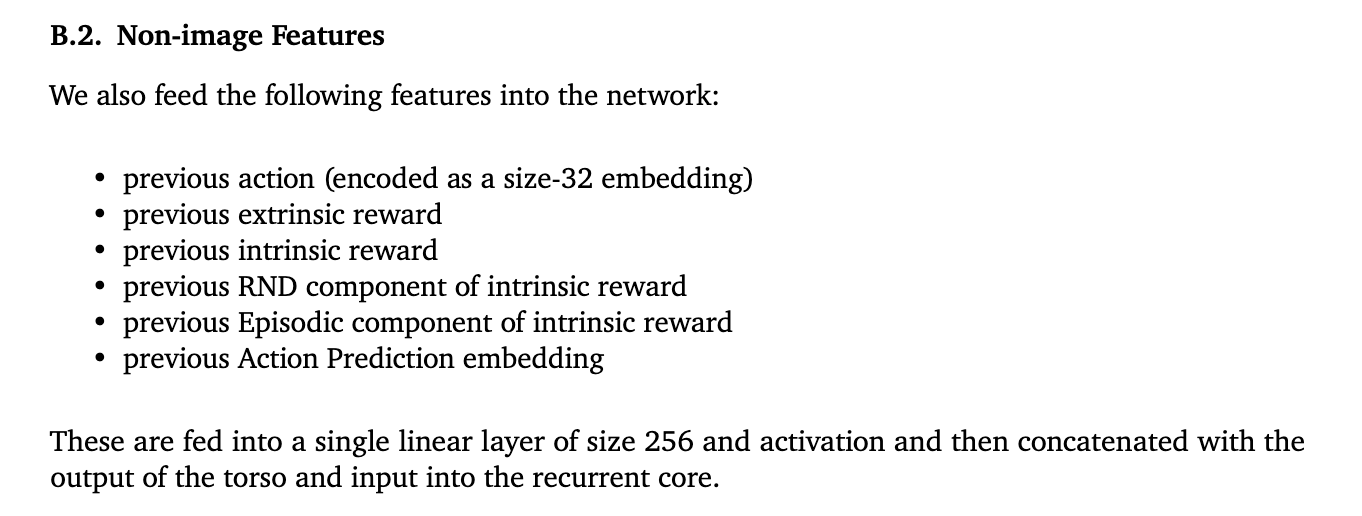 B.2. Non-image Features
We also feed the following features into the network:
• previous action (encoded as a size-32 embedding)
• previous extrinsic reward
• previous intrinsic reward
• previous RND component of intrinsic reward
• previous Episodic component of intrinsic reward
• previous Action Prediction embedding
These are fed into a single linear layer of size 256 and activation and then concatenated with the
output of the torso and input into the recurrent core.